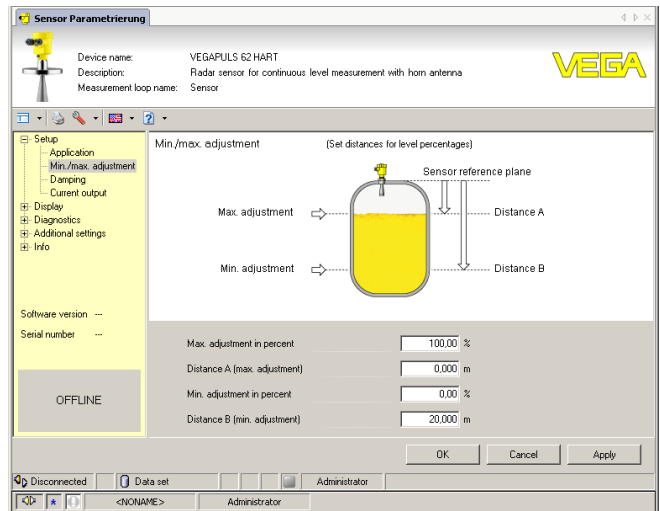 Sensor Parametrierung
Device name: VEGAPULS 62 HART
Description: Radar sensor for continuous level measurement with horn antenna
Measurement loop name: Sensor
VEGA
Setup
Application
Min./max. adjustment
Damping
Current output
Display
Diagnostics
Additional settings
Info
Software version ---
Serial number ---
OFFLINE
Min./max. adjustment (Set distances for level percentages)
Sensor reference plane
Max. adjustment
Distance A
Min. adjustment
Distance B
Max. adjustment in percent 100,00 %
Distance A (max. adjustment) 0,000 m
Min. adjustment in percent 0,00 %
Distance B (min. adjustment) 20,000 m
OK Cancel Apply
Disconnected Data set Administrator
<NONAME> Administrator